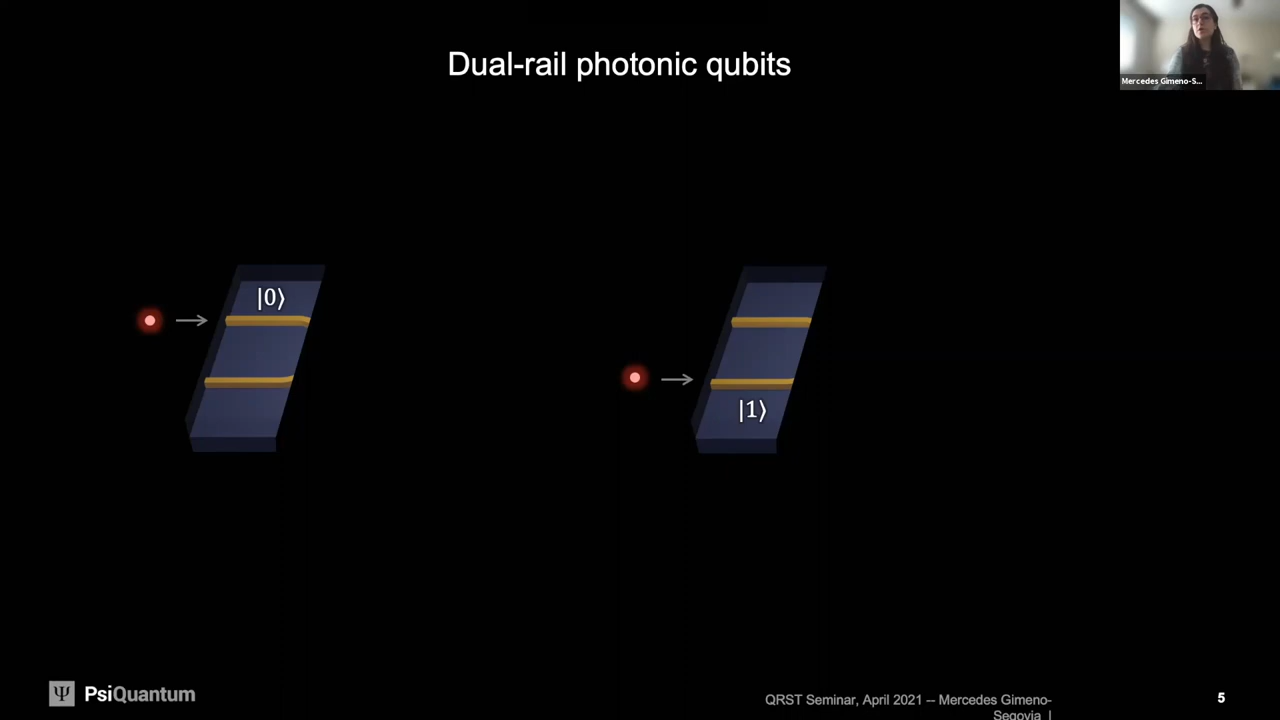 Dual-rail photonic qubits
Mercedes Gimeno-S...
|0⟩
|1⟩
Ψ PsiQuantum
QRST Seminar, April 2021 -- Mercedes Gimeno-
Segovia |
5